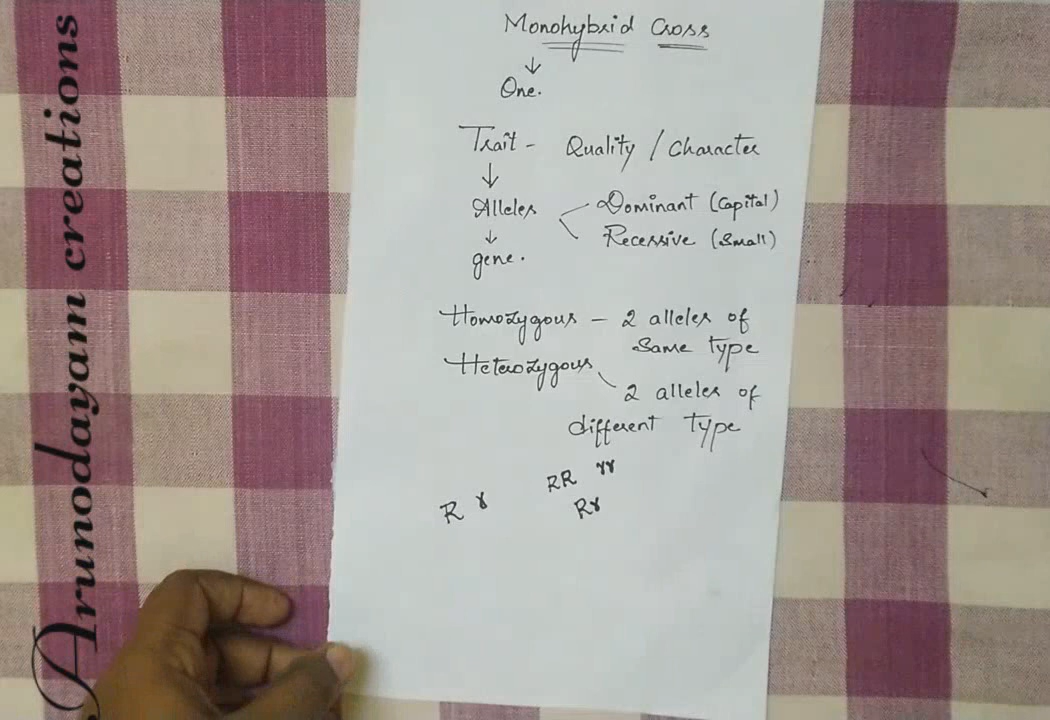 Monohybrid Cross
↓
One.
Trait - Quality / Character
↓
Alleles
Dominant (Capital)
Recessive (Small)
↓
gene.
Homozygous - 2 alleles of
Same type
Heterozygous
2 alleles of
different type
RR rr
R r
Rr
Arunodayam creations